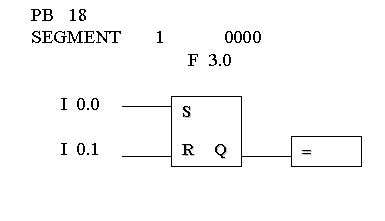 PB 18
SEGMENT 1 0000
F 3.0
I 0.0 S
I 0.1 R Q =